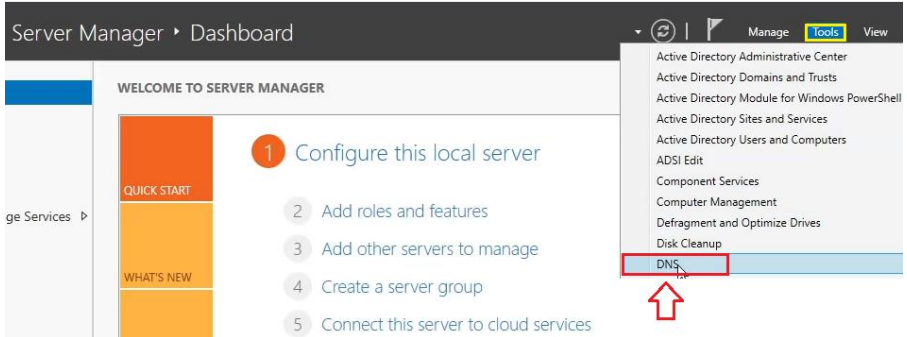 Server Manager ‣ Dashboard
Manage Tools View
Active Directory Administrative Center
Active Directory Domains and Trusts
Active Directory Module for Windows PowerShell
Active Directory Sites and Services
Active Directory Users and Computers
ADSI Edit
Component Services
Computer Management
Defragment and Optimize Drives
Disk Cleanup
DNS
WELCOME TO SERVER MANAGER
ge Services
QUICK START
WHAT'S NEW
1 Configure this local server
2 Add roles and features
3 Add other servers to manage
4 Create a server group
5 Connect this server to cloud services